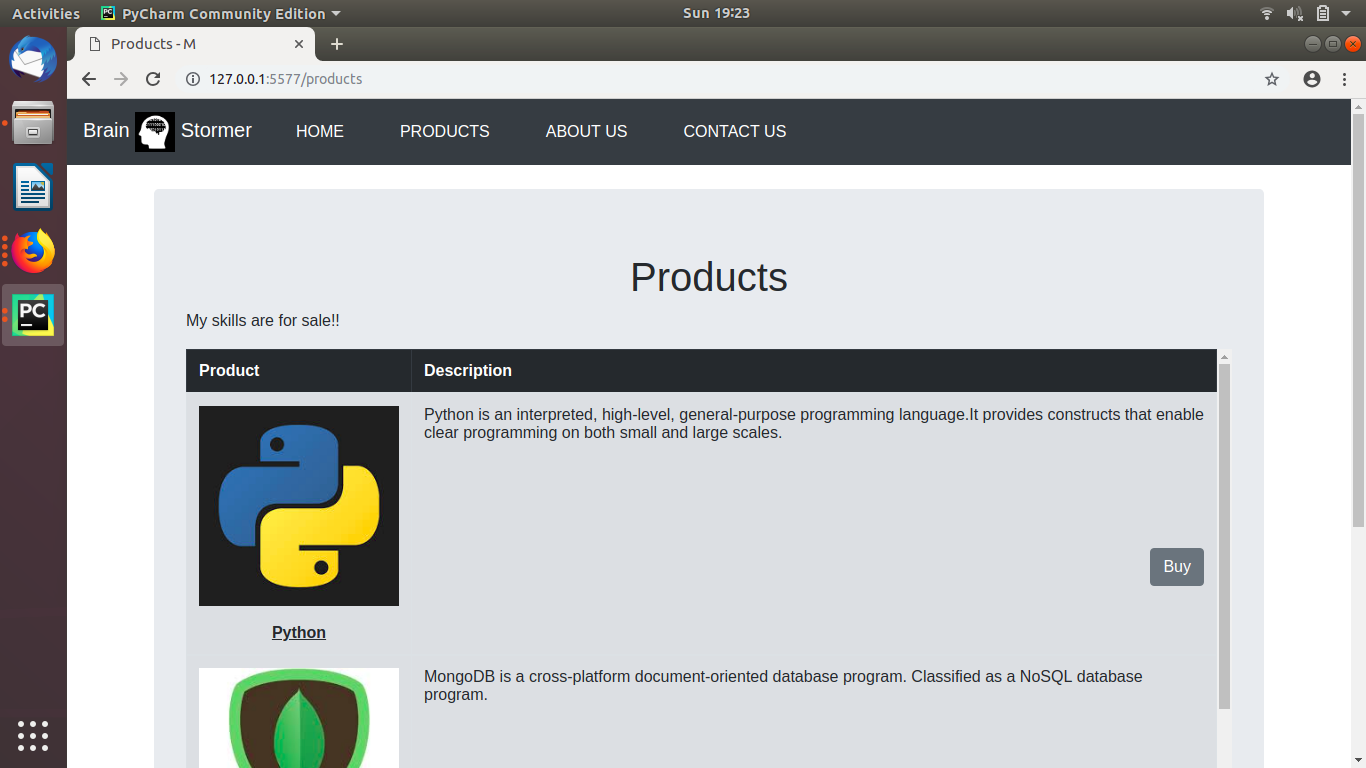 Activities PyCharm Community Edition Sun 19:23
Products - M
127.0.0.1:5577/products
Brain Stormer HOME PRODUCTS ABOUT US CONTACT US
Products
My skills are for sale!!
Product Description
Python is an interpreted, high-level, general-purpose programming language.It provides constructs that enable
clear programming on both small and large scales.
Buy
Python
MongoDB is a cross-platform document-oriented database program. Classified as a NoSQL database
program.
PC